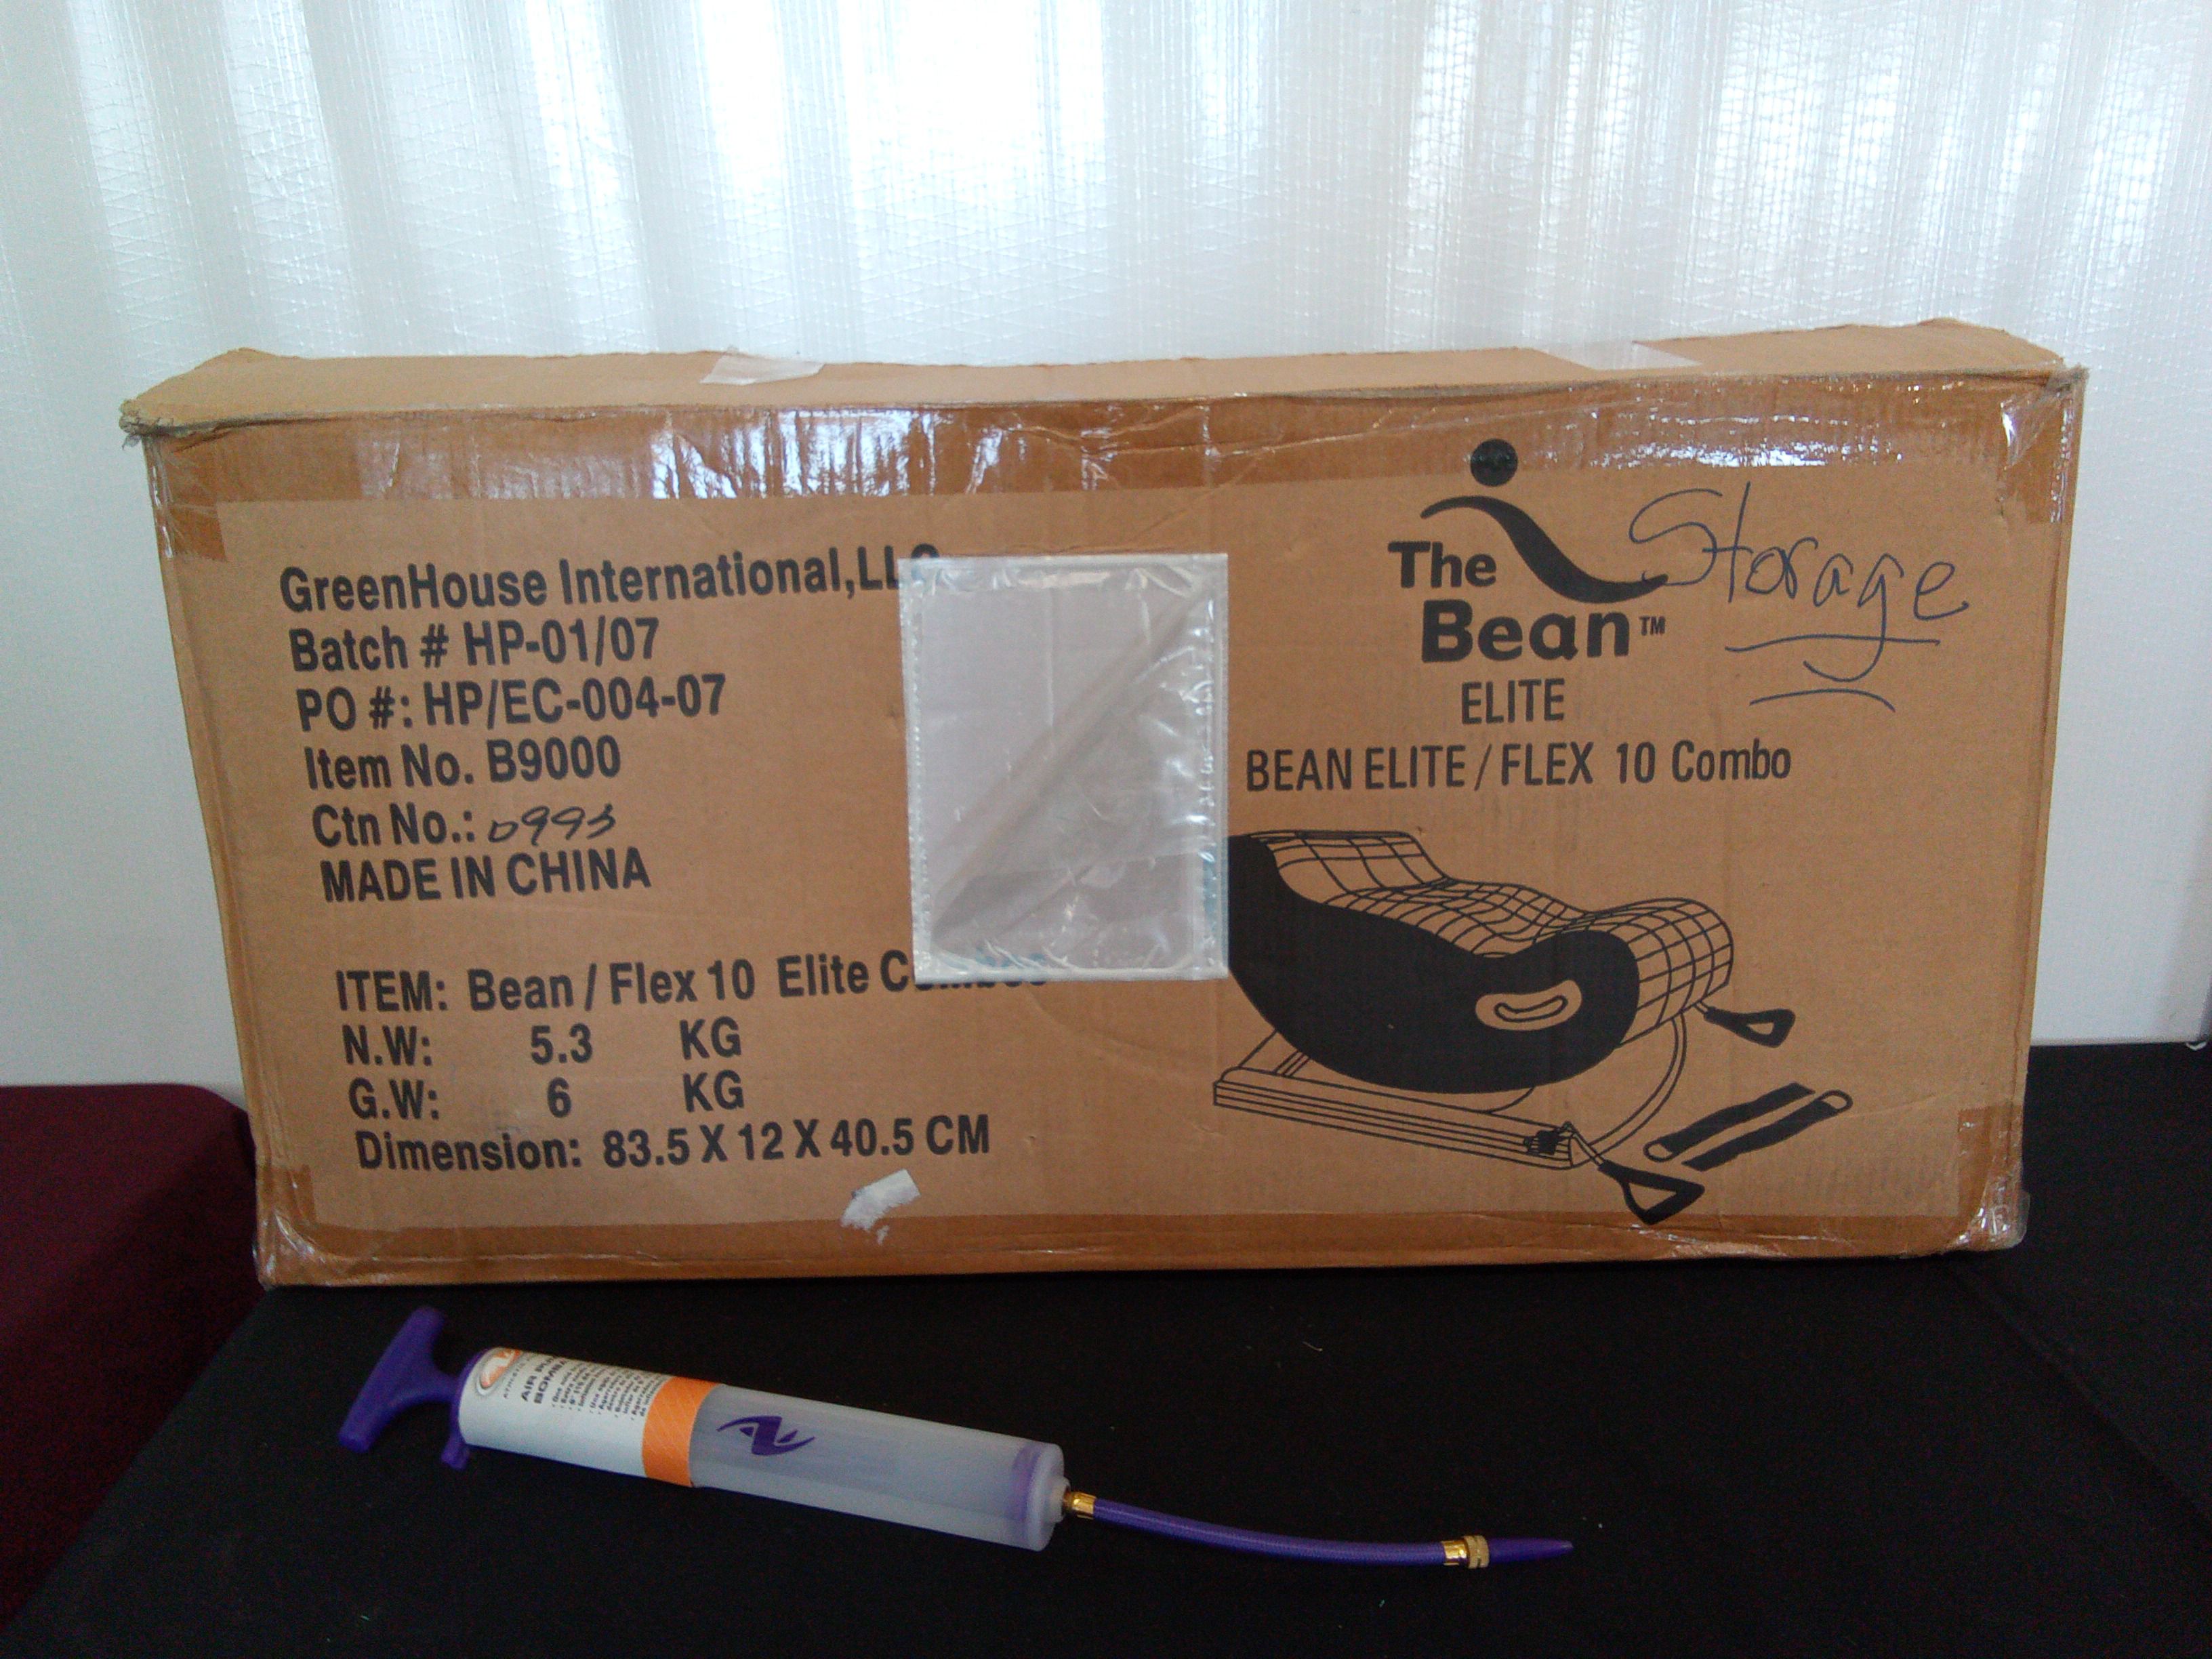 GreenHouse International, LLC
Batch # HP-01/07
PO #: HP/EC-004-07
Item No. B9000
Ctn No.: 0993
MADE IN CHINA
ITEM: Bean / Flex 10 Elite
N.W: 5.3 KG
G.W: 6 KG
Dimension: 83.5 X 12 X 40.5 CM
The
Bean™
ELITE
BEAN ELITE / FLEX 10 Combo
Storage
AIR